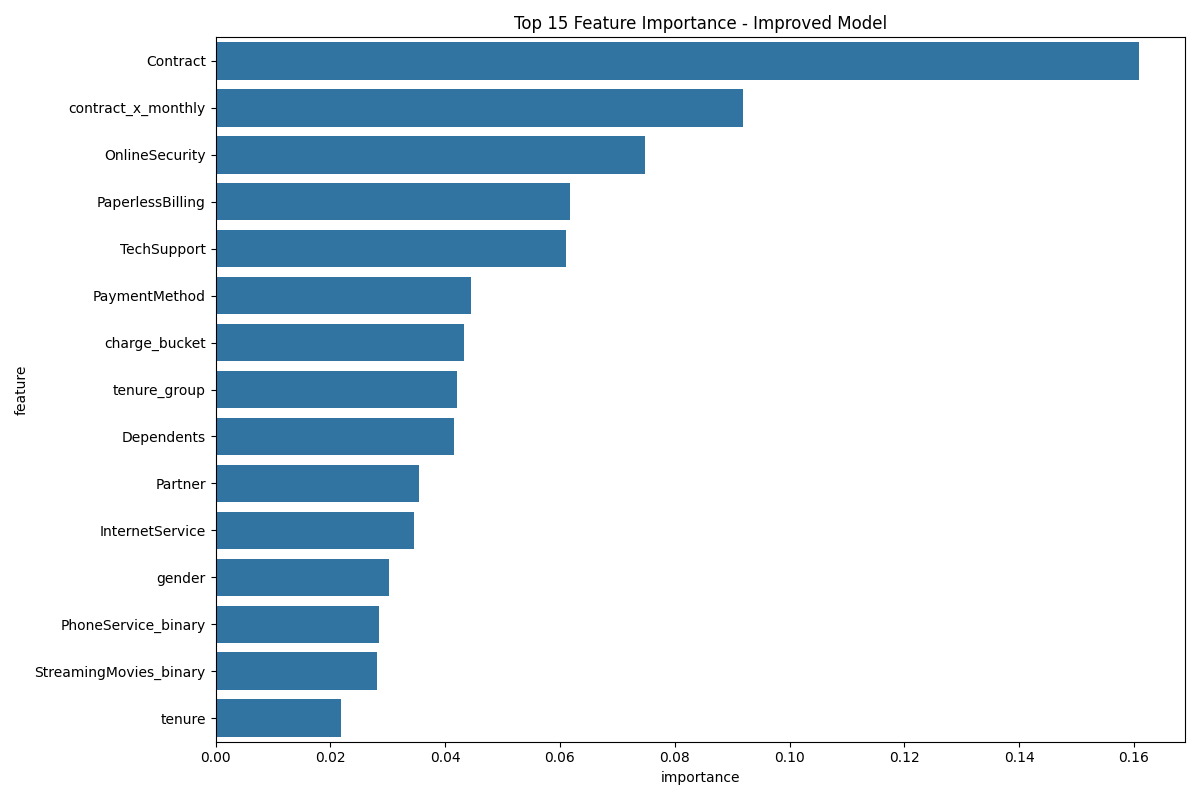 Top 15 Feature Importance - Improved Model
Contract
contract_x_monthly
OnlineSecurity
PaperlessBilling
TechSupport
PaymentMethod
charge_bucket
tenure_group
Dependents
Partner
InternetService
gender
PhoneService_binary
StreamingMovies_binary
tenure
feature
0.00 0.02 0.04 0.06 0.08 0.10 0.12 0.14 0.16
importance